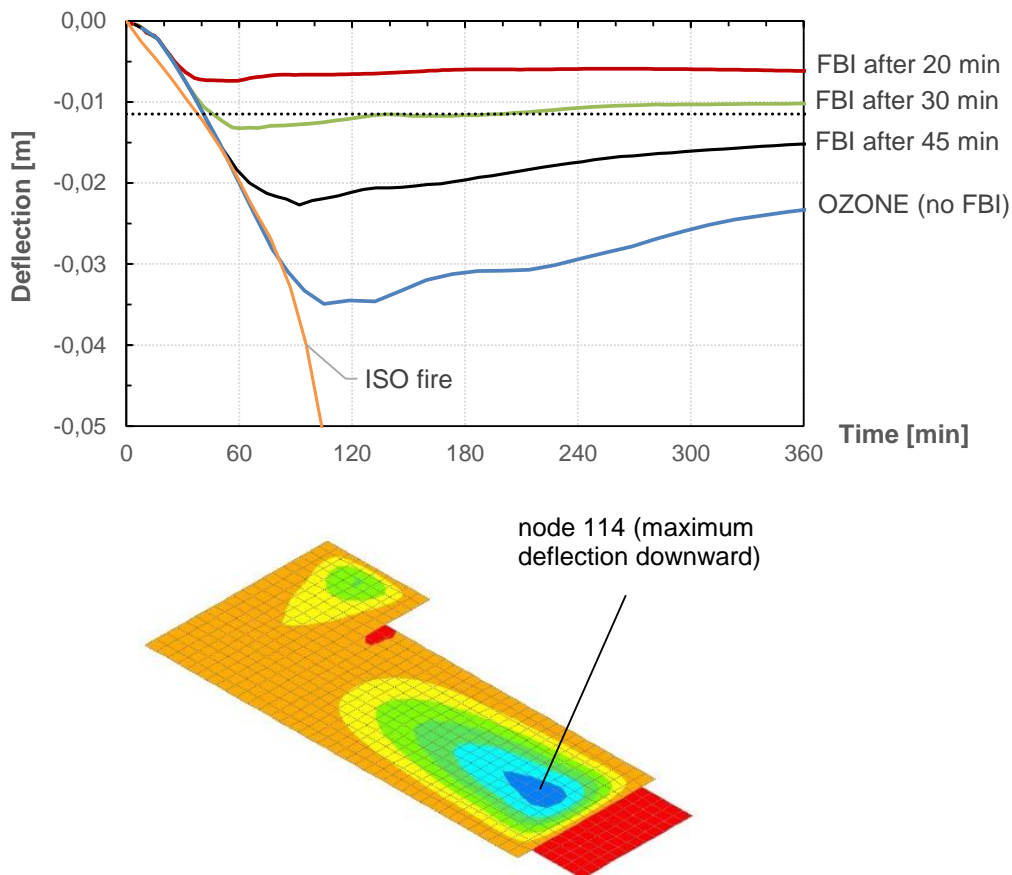 0,00
-0,01
-0,02
-0,03
-0,04
-0,05
Deflection [m]
FBI after 20 min
FBI after 30 min
FBI after 45 min
OZONE (no FBI)
ISO fire
Time [min]
0
60
120
180
240
300
360
node 114 (maximum
deflection downward)